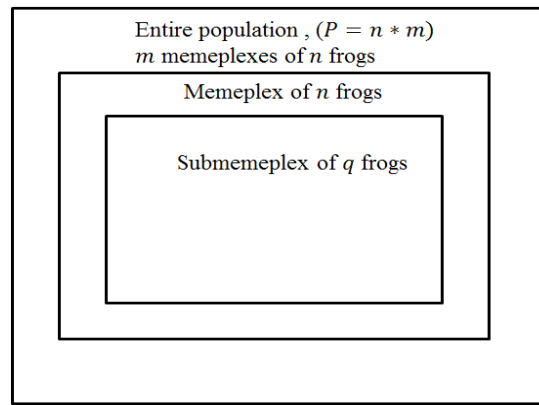 Entire population , (P = n * m)
m memeplexes of n frogs
Memeplex of n frogs
Submemeplex of q frogs